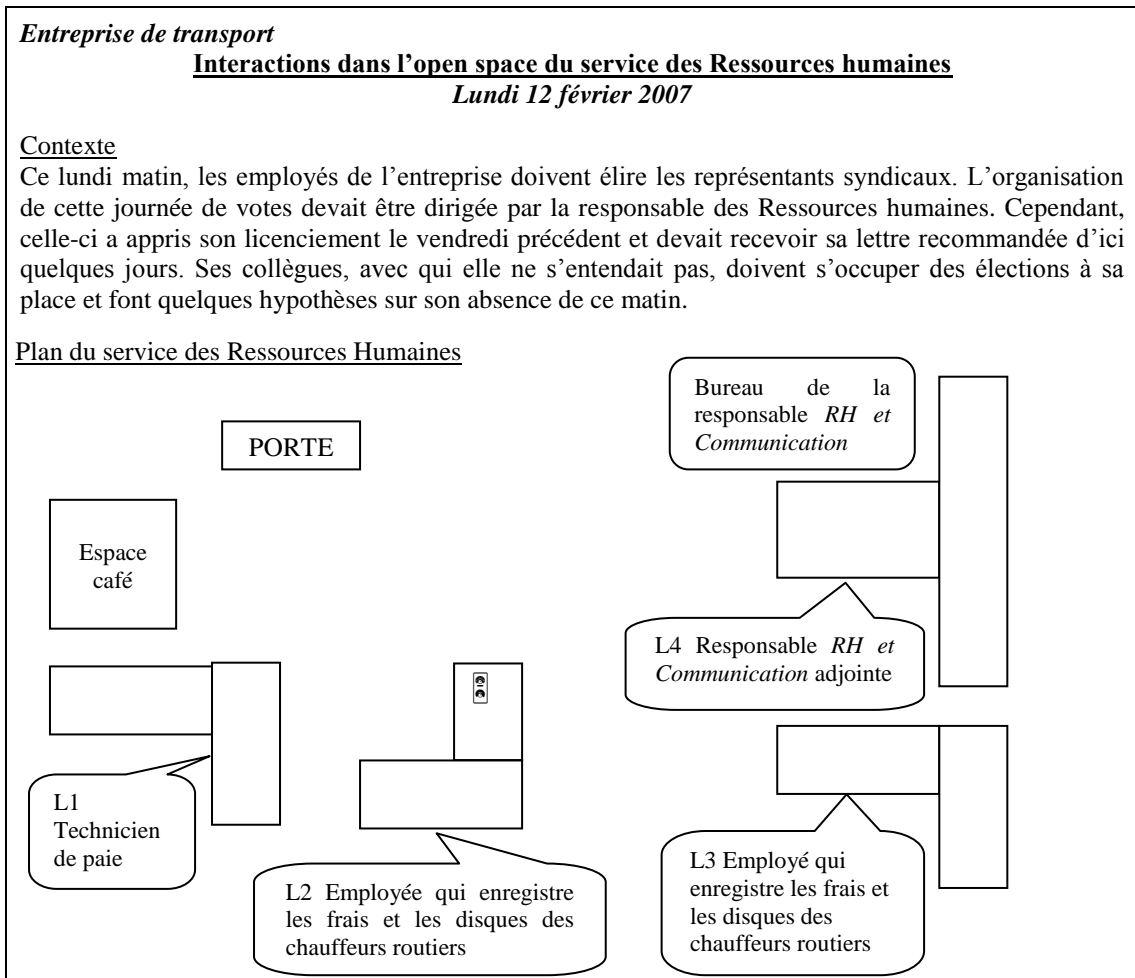 Entreprise de transport
Interactions dans l'open space du service des Ressources humaines
Lundi 12 février 2007
Contexte
Ce lundi matin, les employés de l'entreprise doivent élire les représentants syndicaux. L'organisation
de cette journée de votes devait être dirigée par la responsable des Ressources humaines. Cependant,
celle-ci a appris son licenciement le vendredi précédent et devait recevoir sa lettre recommandée d'ici
quelques jours. Ses collègues, avec qui elle ne s'entendait pas, doivent s'occuper des élections à sa
place et font quelques hypothèses sur son absence de ce matin.
Plan du service des Ressources Humaines
Bureau de la
responsable RH et
Communication
PORTE
Espace
café
L4 Responsable RH et
Communication adjointe
L1
Technicien
de paie
L2 Employée qui enregistre
les frais et les disques des
chauffeurs routiers
L3 Employé qui
enregistre les frais et
les disques des
chauffeurs routiers